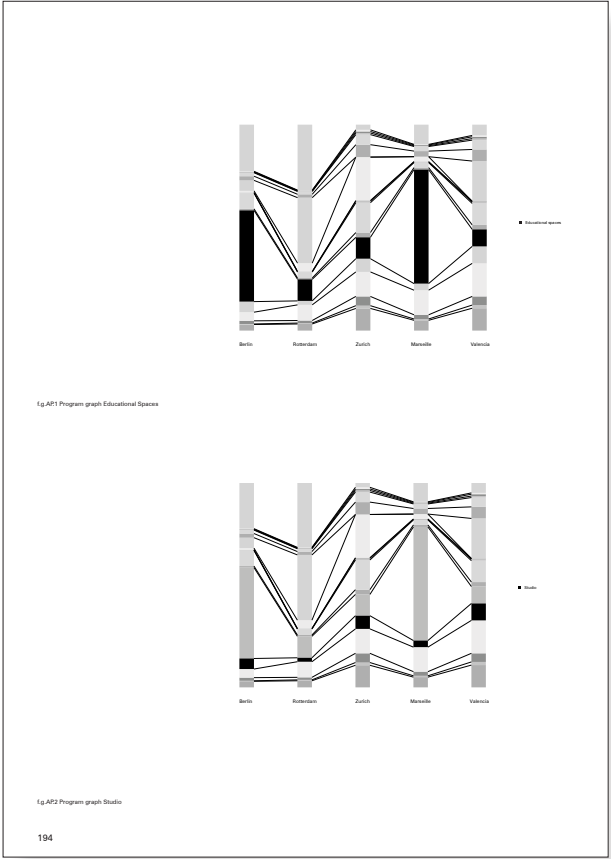 Educational spaces
Berlin Rotterdam Zurich Marseille Valencia
f.g.AP.1 Program graph Educational Spaces
Studio
Berlin Rotterdam Zurich Marseille Valencia
f.g.AP.2 Program graph Studio
194